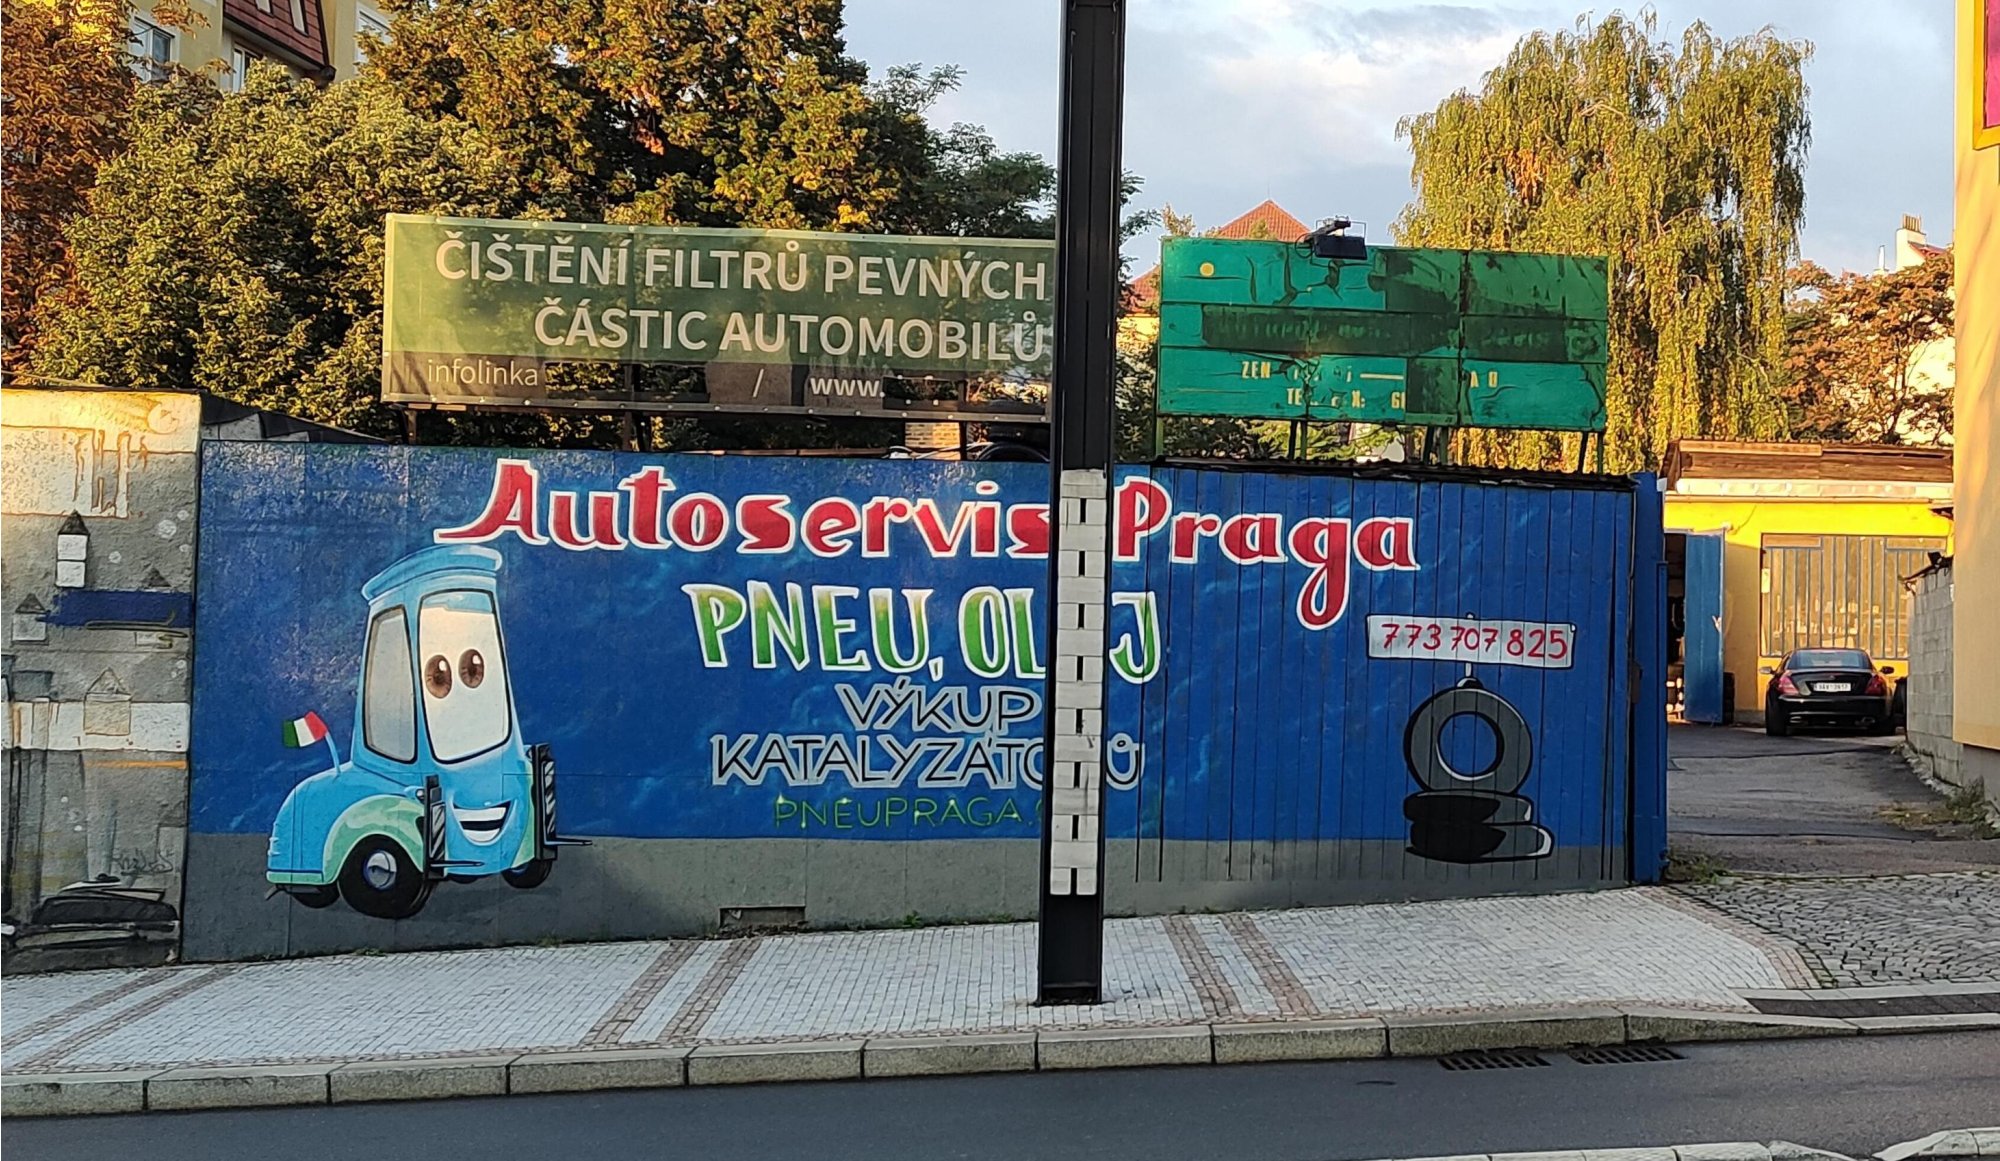 ČIŠTĚNÍ FILTRŮ PEVNÝCH
ČÁSTIC AUTOMOBILŮ
infolinka / www.
Autoservis Praga
PNEU, OL J
VÝKUP
KATALYZÁTO Ů
PNEUPRAGA.
773 707 825